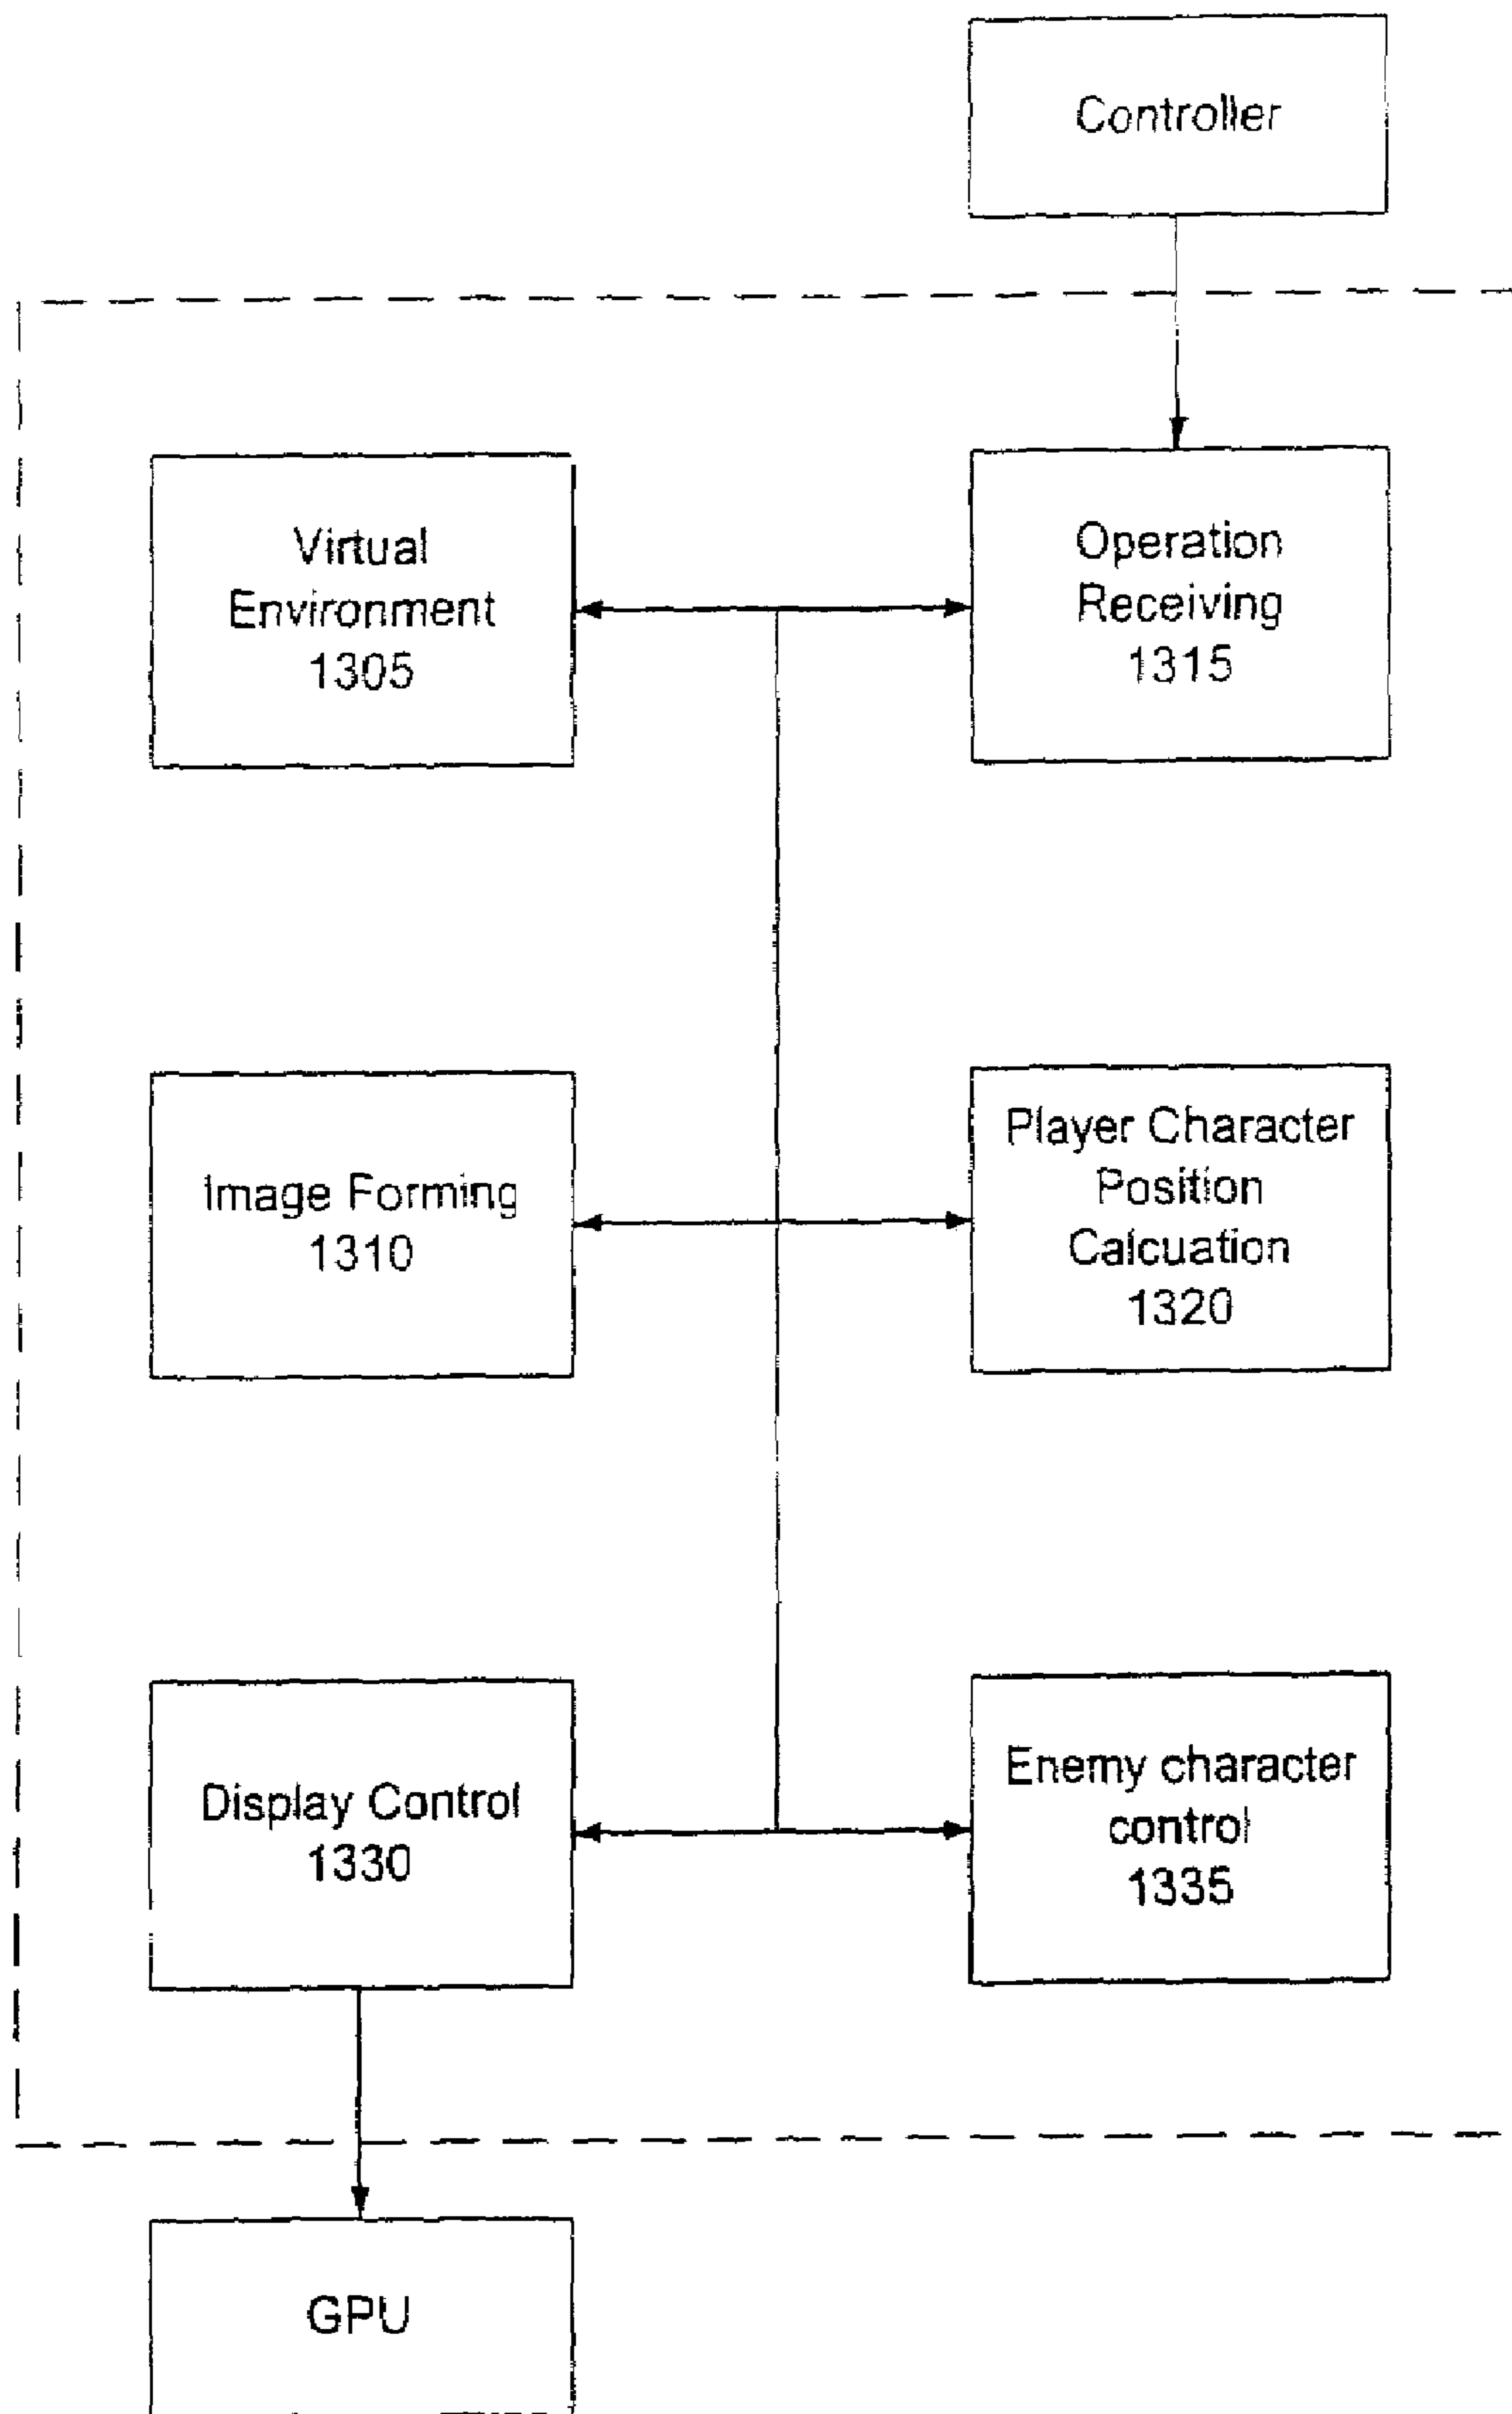 Controller
Virtual
Environment
1305
Operation
Receiving
1315
Image Forming
1310
Player Character
Position
Calcuation
1320
Display Control
1330
Enemy character
control
1335
GPU